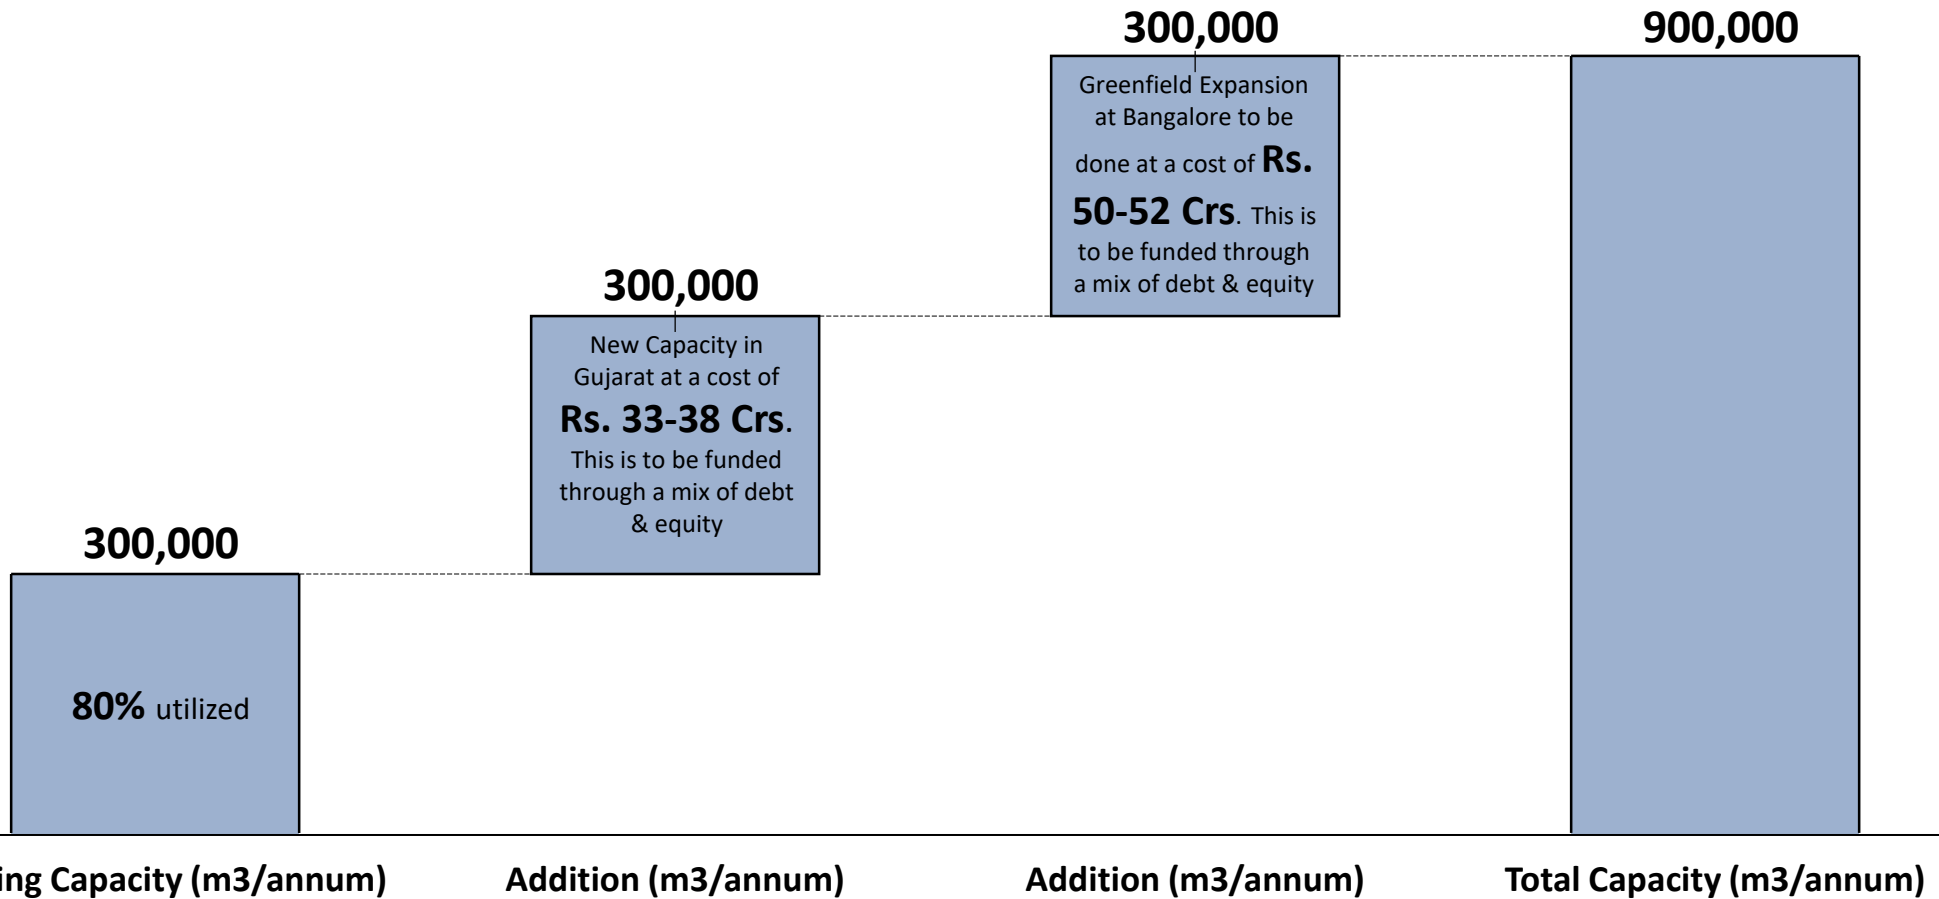 300,000
80% utilized
ing Capacity (m3/annum)
300,000
New Capacity in
Gujarat at a cost of
Rs. 33-38 Crs.
This is to be funded
through a mix of debt
& equity
Addition (m3/annum)
300,000
Greenfield Expansion
at Bangalore to be
done at a cost of Rs.
50-52 Crs. This is
to be funded through
a mix of debt & equity
Addition (m3/annum)
900,000
Total Capacity (m3/annum)